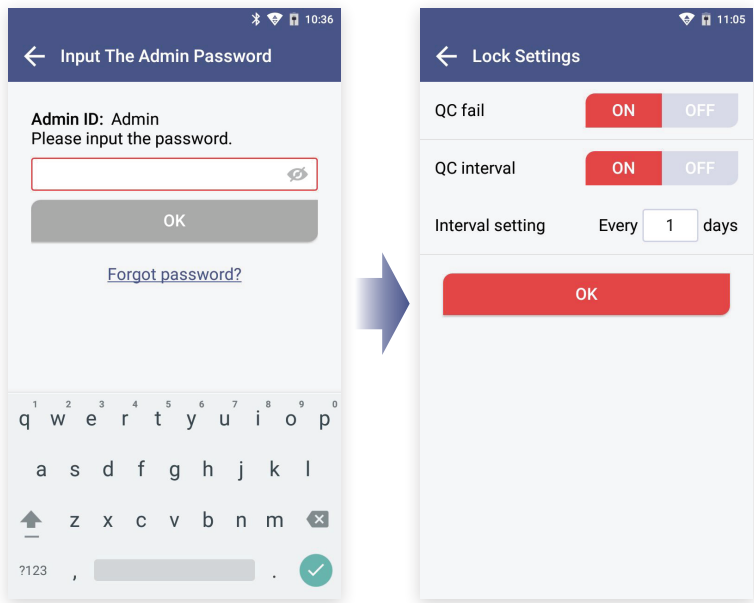 10:36
Input The Admin Password
Admin ID: Admin
Please input the password.
OK
Forgot password?
1 2 3 4 5 6 7 8 9 0
q w e r t y u i o p
a s d f g h j k l
z x c v b n m
?123 , .
11:05
Lock Settings
QC fail ON OFF
QC interval ON OFF
Interval setting Every 1 days
OK